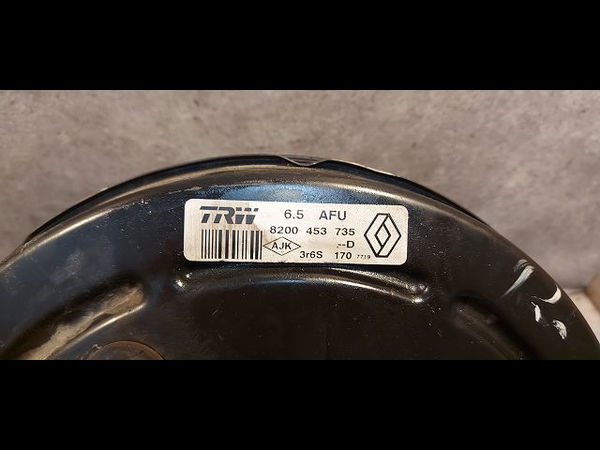 TRW 6.5 AFU
8200 453 735
AJK --D
3r6S 170 7719